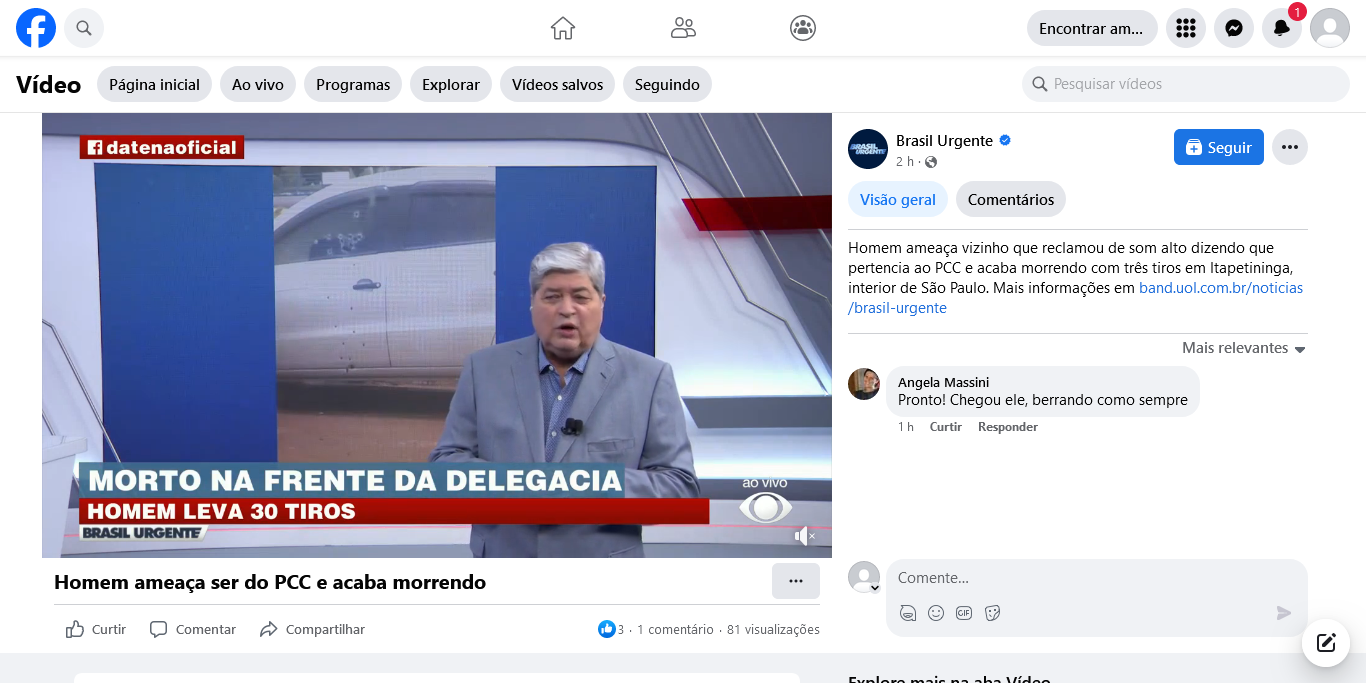 Encontrar am...
1
Vídeo
Página inicial
Ao vivo
Programas
Explorar
Vídeos salvos
Seguindo
Pesquisar vídeos
datenaoficial
MORTO NA FRENTE DA DELEGACIA
HOMEM LEVA 30 TIROS
BRASIL URGENTE
ao vivo
Homem ameaça ser do PCC e acaba morrendo
Curtir
Comentar
Compartilhar
3 · 1 comentário · 81 visualizações
BRASIL URGENTE
Brasil Urgente
2 h ·
Seguir
Visão geral
Comentários
Homem ameaça vizinho que reclamou de som alto dizendo que
pertencia ao PCC e acaba morrendo com três tiros em Itapetininga,
interior de São Paulo. Mais informações em band.uol.com.br/noticias
/brasil-urgente
Mais relevantes
Angela Massini
Pronto! Chegou ele, berrando como sempre
1 h Curtir Responder
Comente...
GIF
Explore mais na aba Vídeo